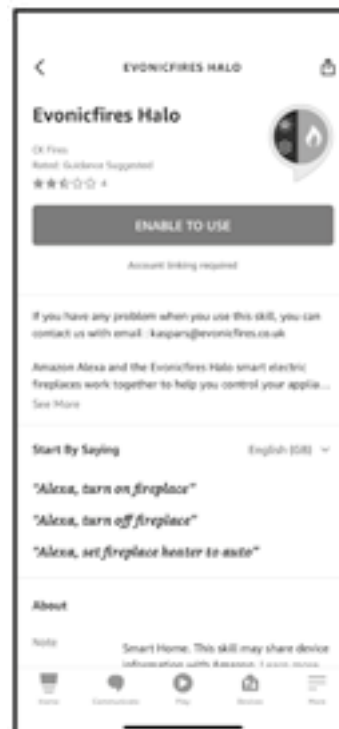 EVONICFIRES HALO
Evonicfires Halo
CK Fires
Rated: Guidance Suggested
4
ENABLE TO USE
Account linking required
If you have any problem when you use this skill, you can
contact us with email : kaspars@evonicfires.co.uk
Amazon Alexa and the Evonicfires Halo smart electric
fireplaces work together to help you control your applia...
See More
Start By Saying
English (GB)
"Alexa, turn on fireplace"
"Alexa, turn off fireplace"
"Alexa, set fireplace heater to auto"
About
Note
Smart Home. This skill may share device
information with Amazon. Learn more
Home
Communicate
Play
Devices
More